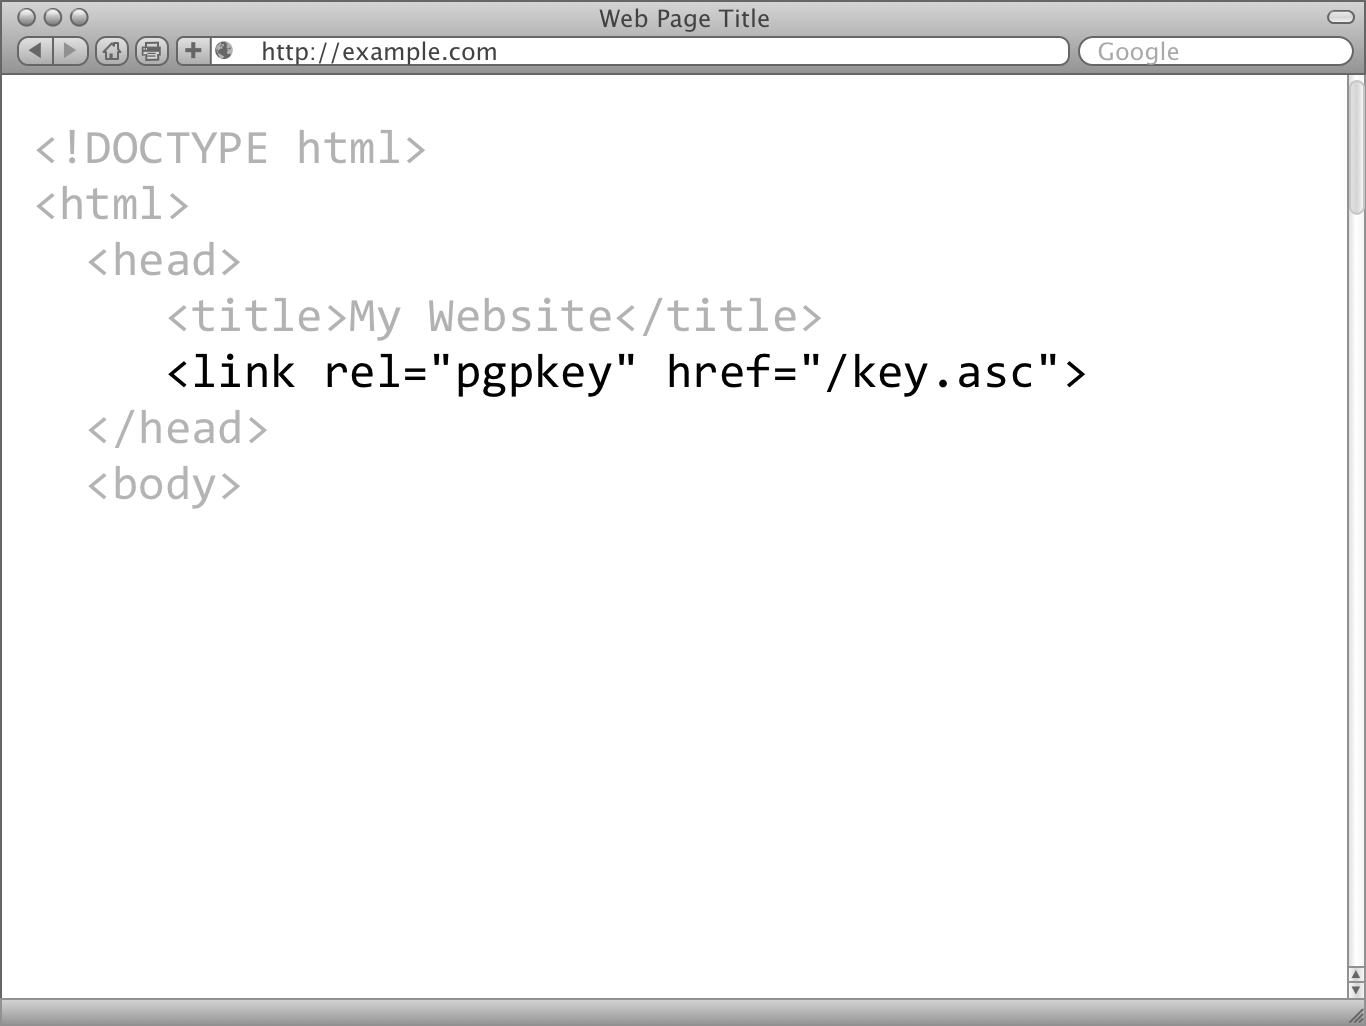 Web Page Title
http://example.com
Google
<!DOCTYPE html>
<html>
<head>
<title>My Website</title>
<link rel="pgpkey" href="/key.asc">
</head>
<body>